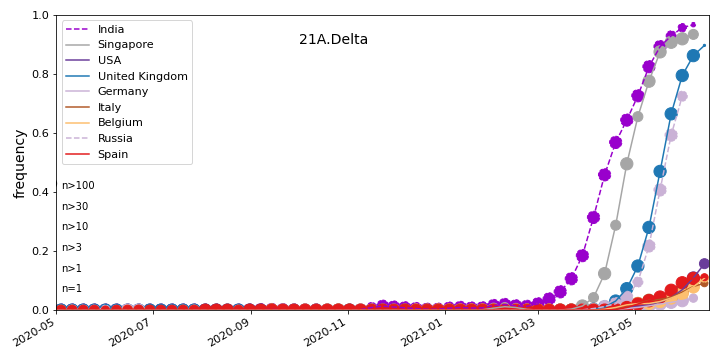 21A.Delta
1.0
0.8
0.6
0.4
0.2
0.0
frequency
India
Singapore
USA
United Kingdom
Germany
Italy
Belgium
Russia
Spain
n>100
n>30
n>10
n>3
n>1
n=1
2020-05
2020-07
2020-09
2020-11
2021-01
2021-03
2021-05